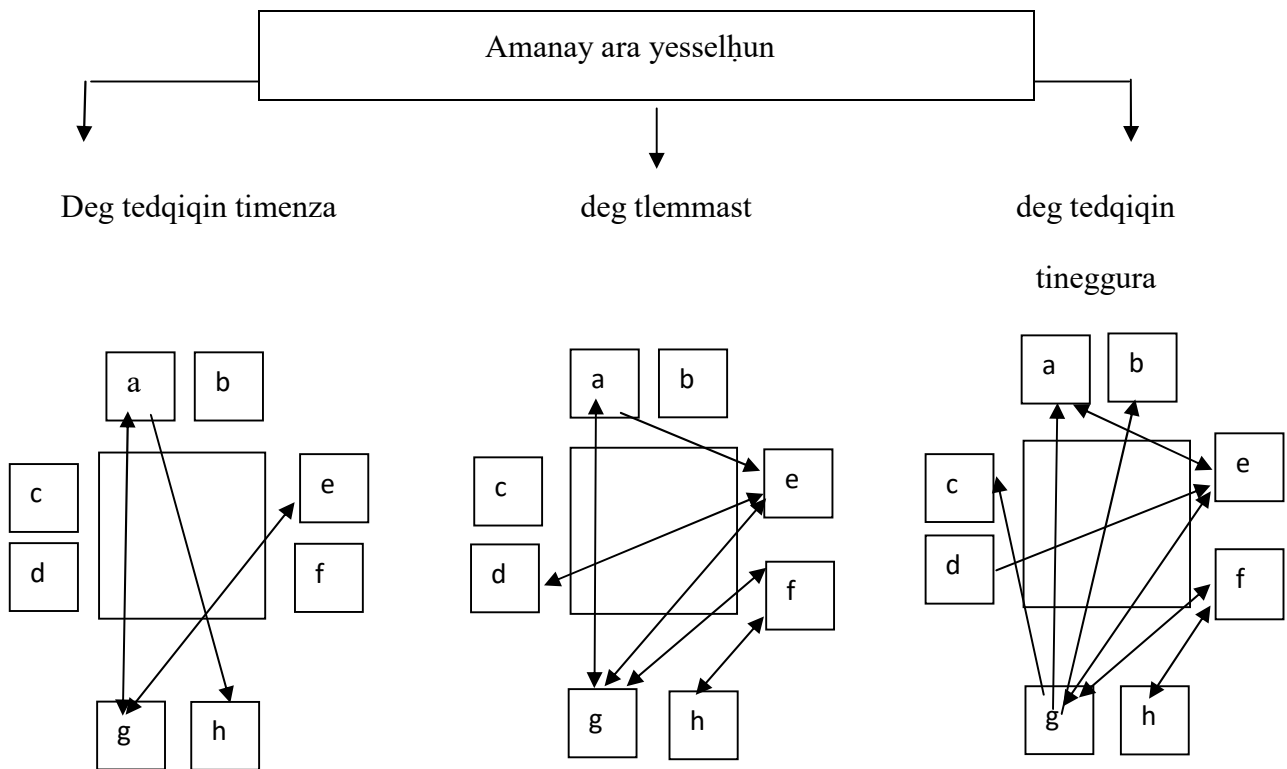 Amanay ara yesselḥun
Deg tedqiqin timenza
deg tlemmast
deg tedqiqin
tineggura
a
b
c
d
e
f
g
h
a
b
c
d
e
f
g
h
a
b
c
d
e
f
g
h